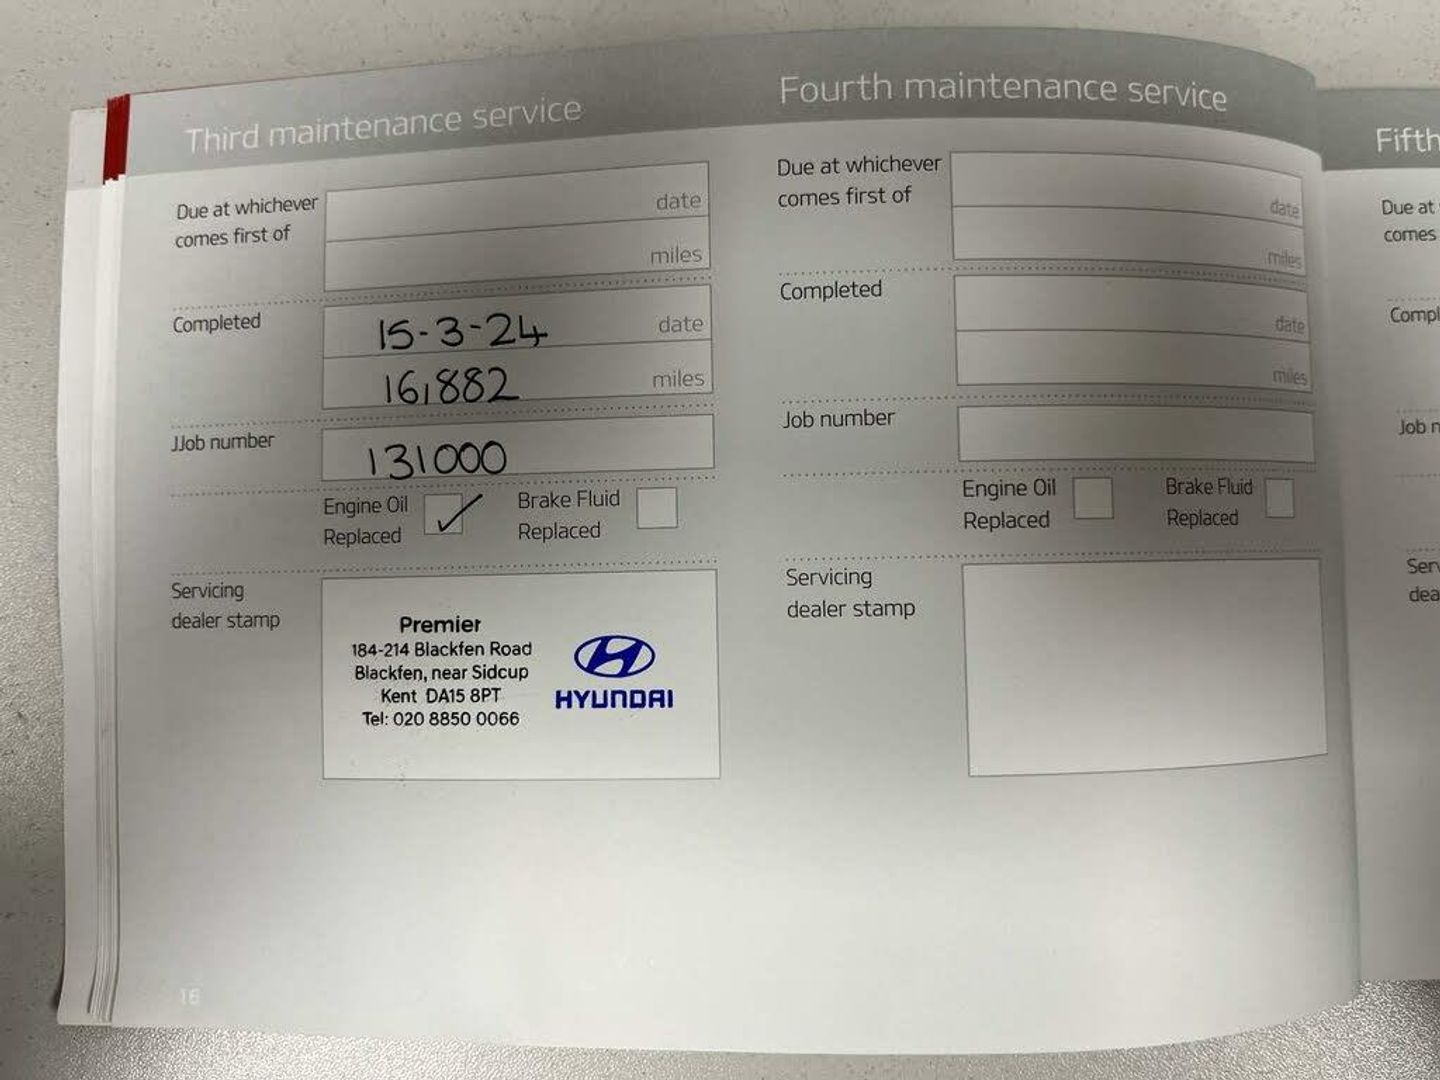 Third maintenance service
Due at whichever
comes first of
date
miles
Completed
15-3-24 date
16,882 miles
JJob number
131000
Engine Oil
Replaced
Brake Fluid
Replaced
Servicing
dealer stamp
Premier
184-214 Blackfen Road
Blackfen, near Sidcup
Kent DA15 8PT
Tel: 020 8850 0066
HYUNDAI
16
Fourth maintenance service
Due at whichever
comes first of
date
miles
Completed
date
miles
Job number
Engine Oil
Replaced
Brake Fluid
Replaced
Servicing
dealer stamp
Fifth
Due at
comes
Compl
Job n
Serv
dea